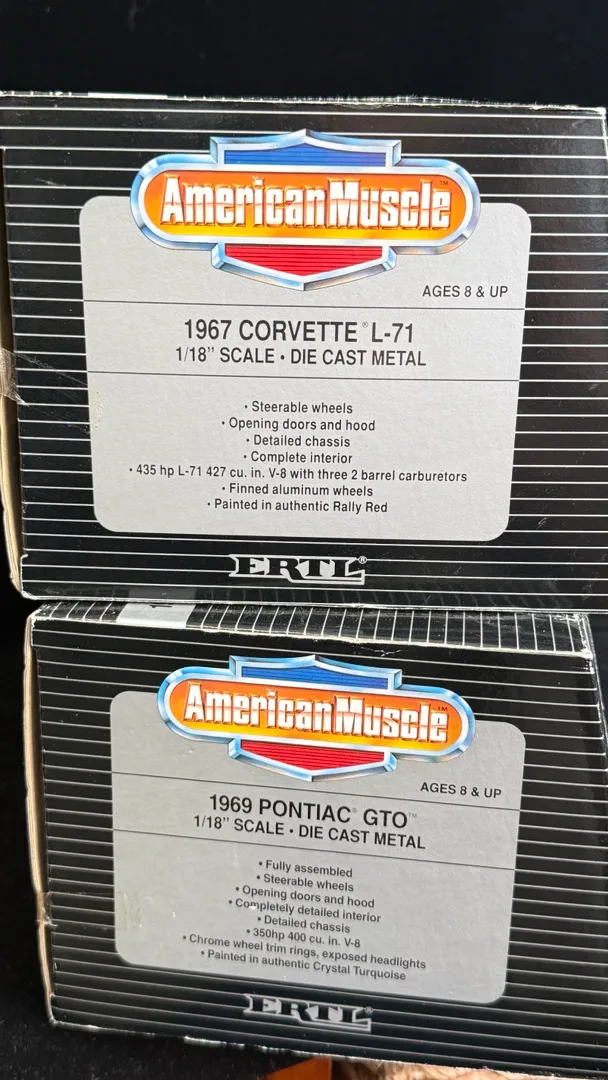 AmericanMuscle™
AGES 8 & UP
1967 CORVETTE® L-71
1/18” SCALE • DIE CAST METAL
• Steerable wheels
• Opening doors and hood
• Detailed chassis
• Complete interior
• 435 hp L-71 427 cu. in. V-8 with three 2 barrel carburetors
• Finned aluminum wheels
• Painted in authentic Rally Red
ERTL®
AmericanMuscle™
AGES 8 & UP
1969 PONTIAC® GTO™
1/18” SCALE • DIE CAST METAL
• Fully assembled
• Steerable wheels
• Opening doors and hood
• Completely detailed interior
• Detailed chassis
• 350hp 400 cu. in. V-8
• Chrome wheel trim rings, exposed headlights
• Painted in authentic Crystal Turquoise
ERTL